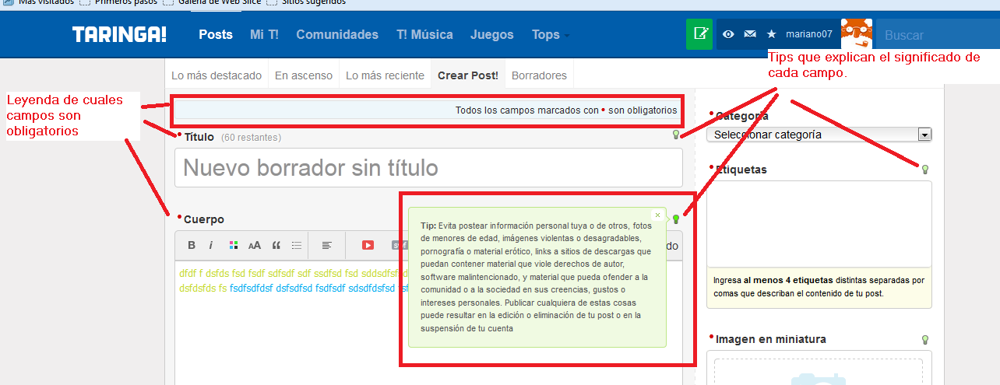 Más visitados Primeros pasos Galería de Web Slice Sitios sugeridos
TARINGA! Posts Mi T! Comunidades T! Música Juegos Tops mariano07 Buscar
Tips que explican el significado de
cada campo.
Lo más destacado En ascenso Lo más reciente Crear Post! Borradores
Leyenda de cuales
campos son
obligatorios
Todos los campos marcados con • son obligatorios
• Título (60 restantes)
Nuevo borrador sin título
• Cuerpo
B i aA “ swf
Tip: Evita postear información personal tuya o de otros, fotos
de menores de edad, imágenes violentas o desagradables,
pornografía o material erótico, links a sitios de descargas que
puedan contener material que viole derechos de autor,
software malintencionado, y material que pueda ofender a la
comunidad o a la sociedad en sus creencias, gustos o
intereses personales. Publicar cualquiera de estas cosas
puede resultar en la edición o eliminación de tu post o en la
suspensión de tu cuenta
dfdf f dsfds fsd fsdf sdfsdf sdf ssdfsd fsd
dsfdsfds fs fsdfsdfdsf dsfsdfsd fsdfsdf sdsdfdsfsd
• Categoría
Seleccionar categoría
• Etiquetas
Ingresa al menos 4 etiquetas distintas separadas por
comas que describan el contenido de tu post.
• Imagen en miniatura